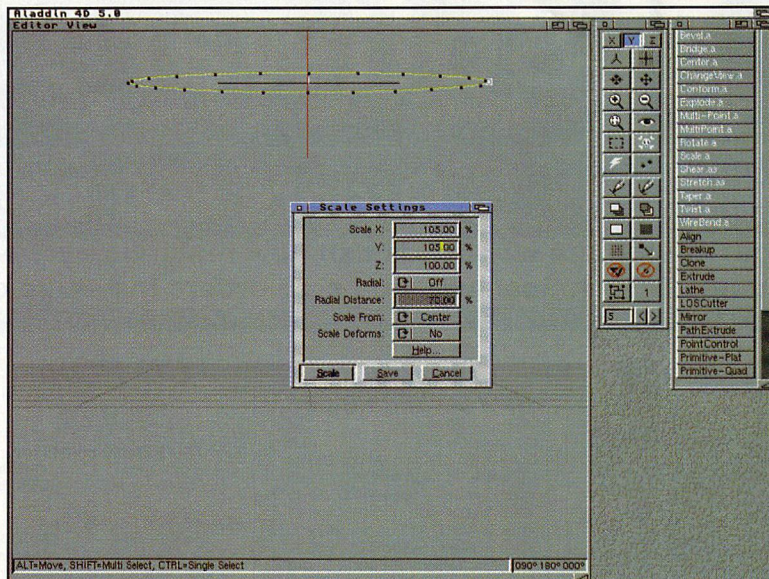 Aladdin 4D 5.0
Editor View
X Y Z
Bevel.a
Bridge.a
Center.a
ChangeView.a
Conform.a
Explode.a
Multi-Point.a
MultiPoint.a
Rotate.a
Scale.a
Shear.aa
Stretch.aa
Taper.a
Twist.a
WireBend.a
Align
Breakup
Clone
Extrude
Lathe
LOSCutter
Mirror
PathExtrude
PointControl
Primitive-Plat
Primitive-Quad
1
5
Scale Settings
Scale X: 105.00 %
Y: 105.00 %
Z: 100.00 %
Radial: Off
Radial Distance: 70.00 %
Scale From: Center
Scale Deforms: No
Help...
Scale Save Cancel
ALT=Move, SHIFT=Multi Select, CTRL=Single Select
090° 180° 000°